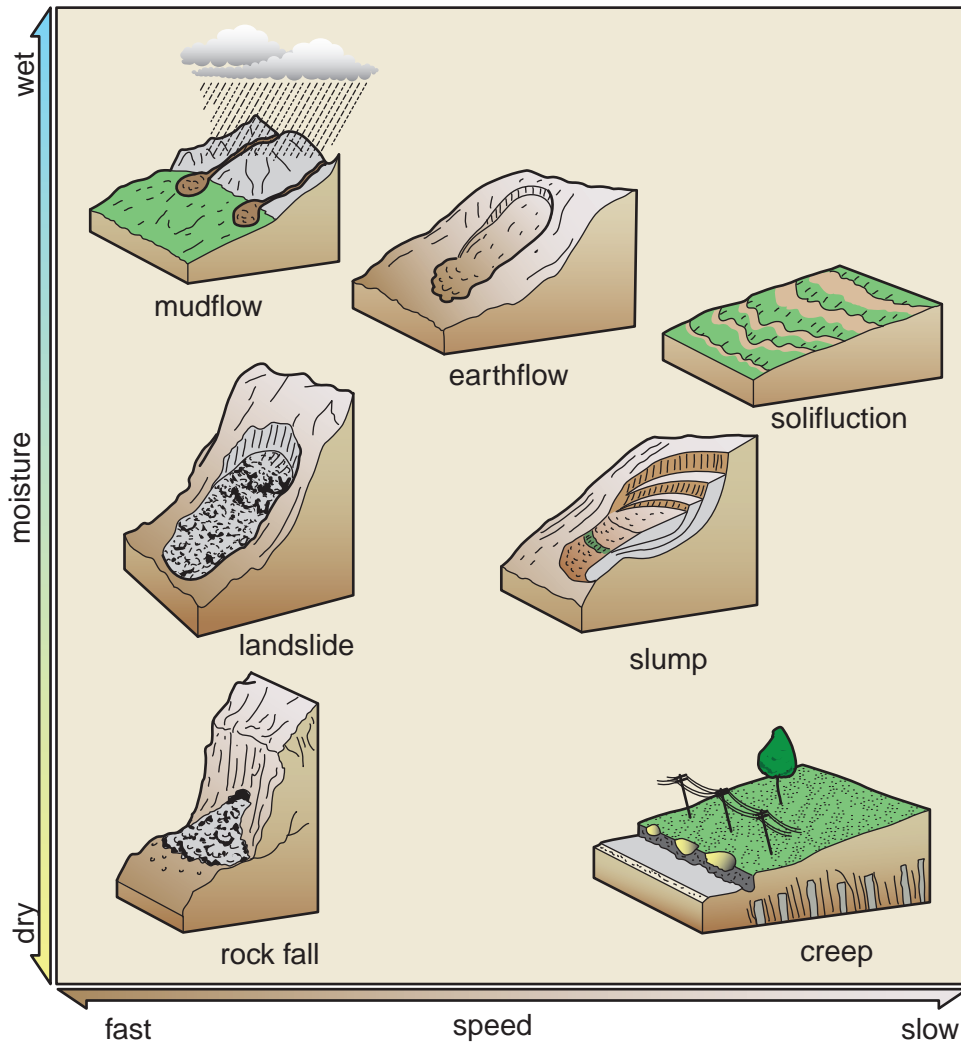 wet
mudflow
earthflow
solifluction
moisture
landslide
slump
dry
rock fall
creep
fast
speed
slow